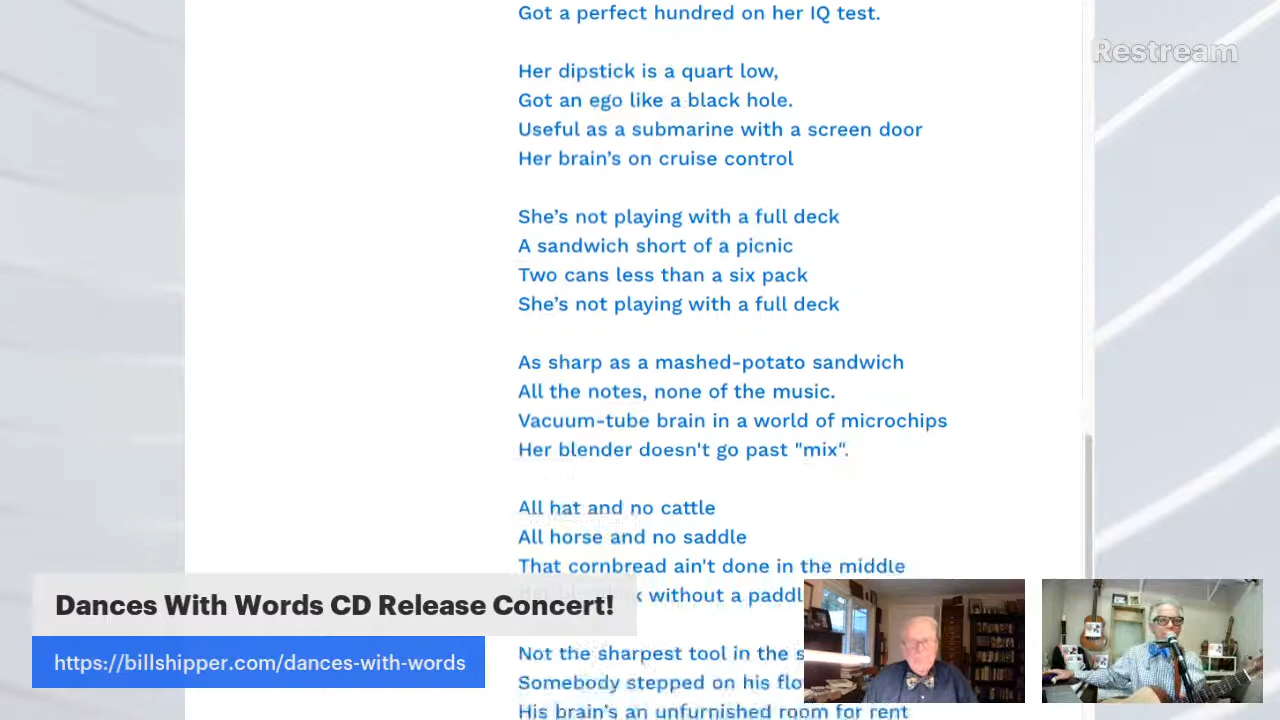 Got a perfect hundred on her IQ test.
Restream
Her dipstick is a quart low,
Got an ego like a black hole.
Useful as a submarine with a screen door
Her brain’s on cruise control
She’s not playing with a full deck
A sandwich short of a picnic
Two cans less than a six pack
She’s not playing with a full deck
As sharp as a mashed-potato sandwich
All the notes, none of the music.
Vacuum-tube brain in a world of microchips
Her blender doesn't go past "mix".
All hat and no cattle
All horse and no saddle
That cornbread ain't done in the middle
without a paddl
Dances With Words CD Release Concert!
https://billshipper.com/dances-with-words
Not the sharpest tool in the s
Somebody stepped on his flo
His brain’s an unfurnished room for rent